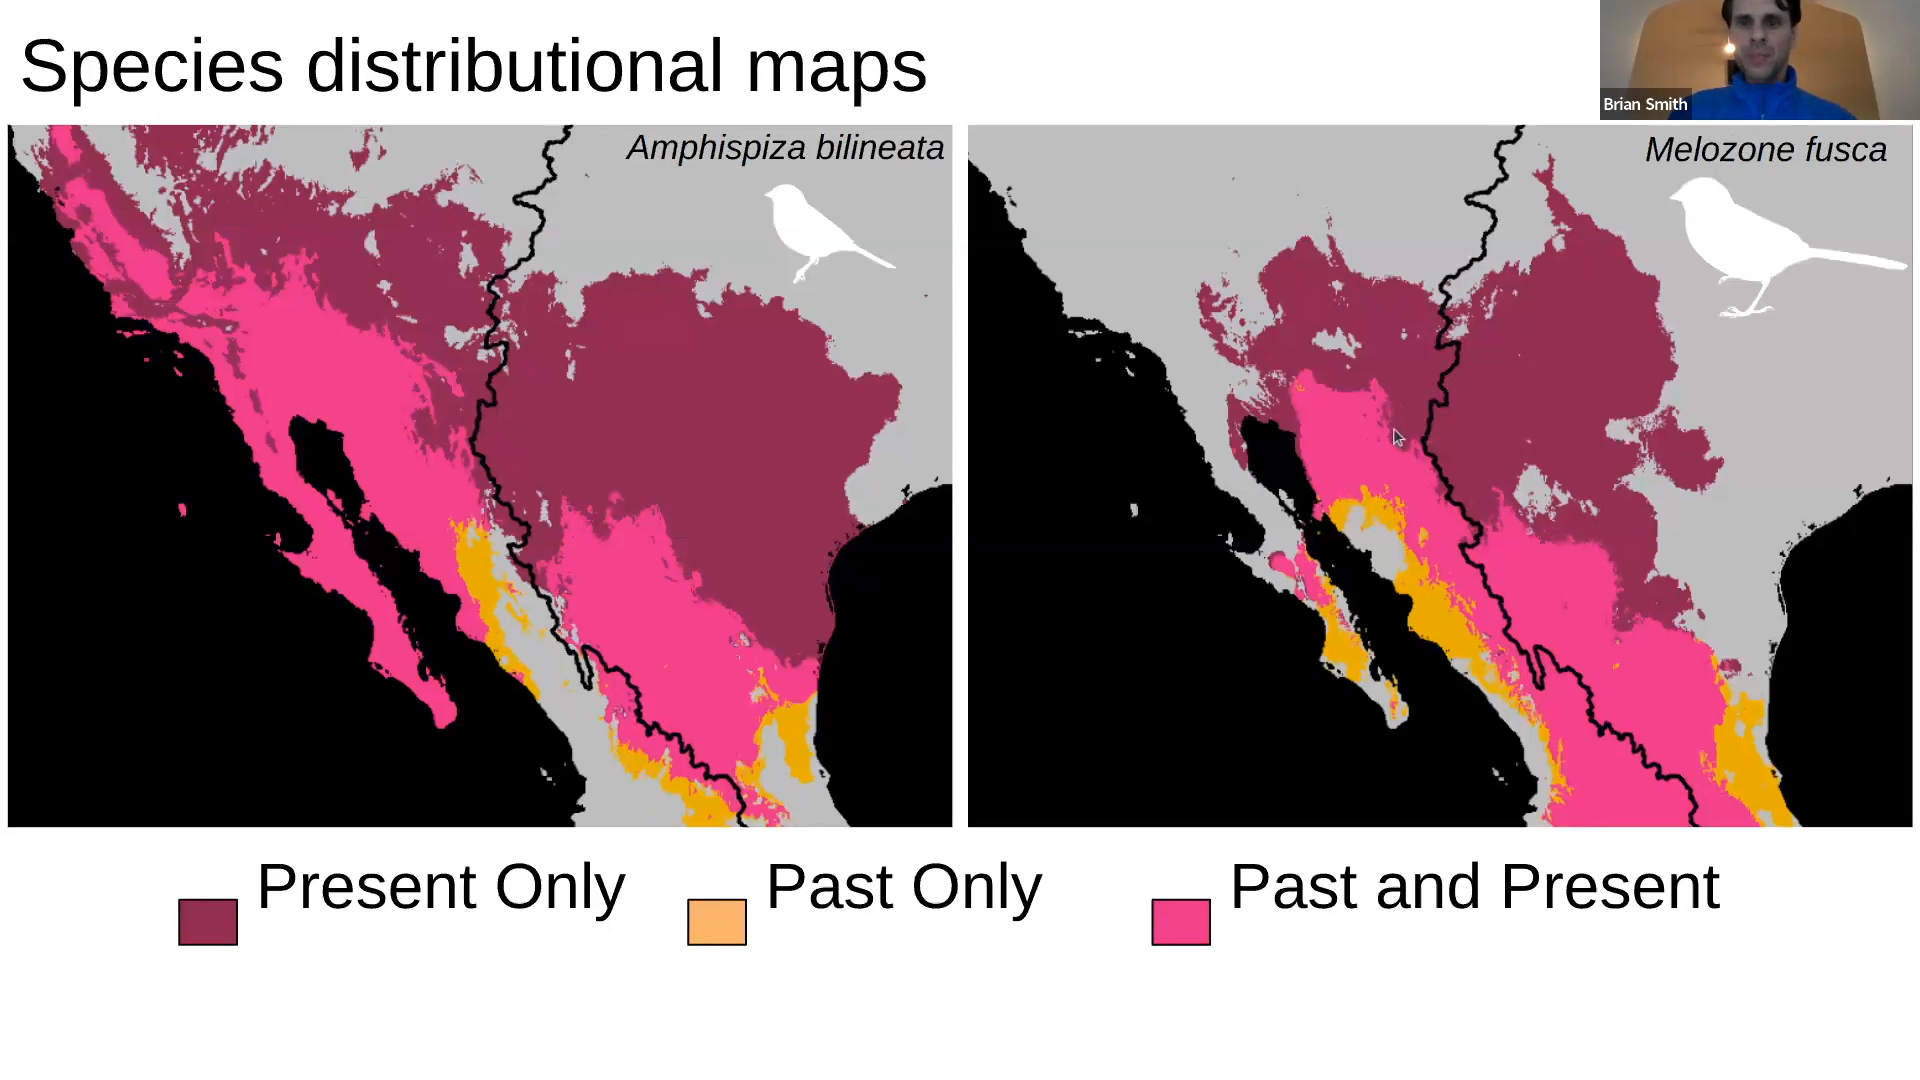 Species distributional maps
Brian Smith
Amphispiza bilineata
Melozone fusca
Present Only
Past Only
Past and Present